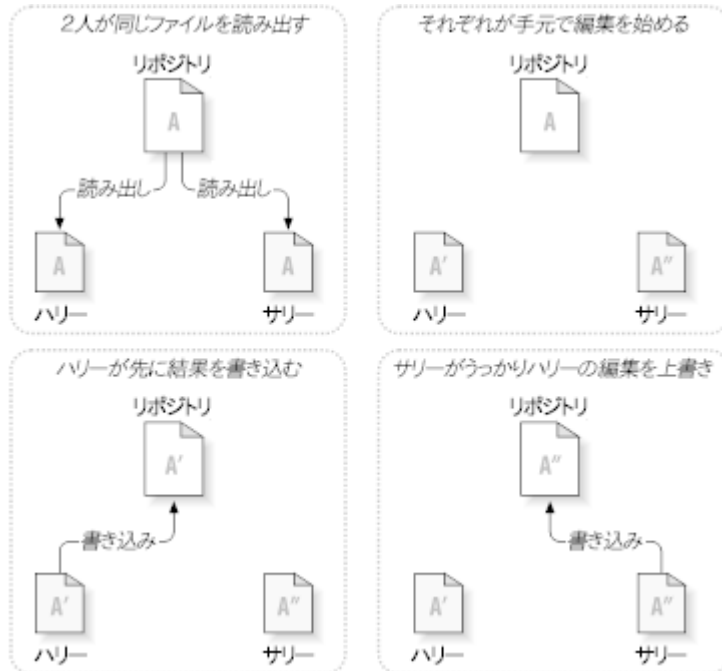 2人が同じファイルを読み出す
リポジトリ
A
読み出し
読み出し
A
A
ハリー
サリー
それぞれが手元で編集を始める
リポジトリ
A
A′
A″
ハリー
サリー
ハリーが先に結果を書き込む
リポジトリ
A′
書き込み
A′
A″
ハリー
サリー
サリーがうっかりハリーの編集を上書き
リポジトリ
A″
書き込み
A′
A″
ハリー
サリー